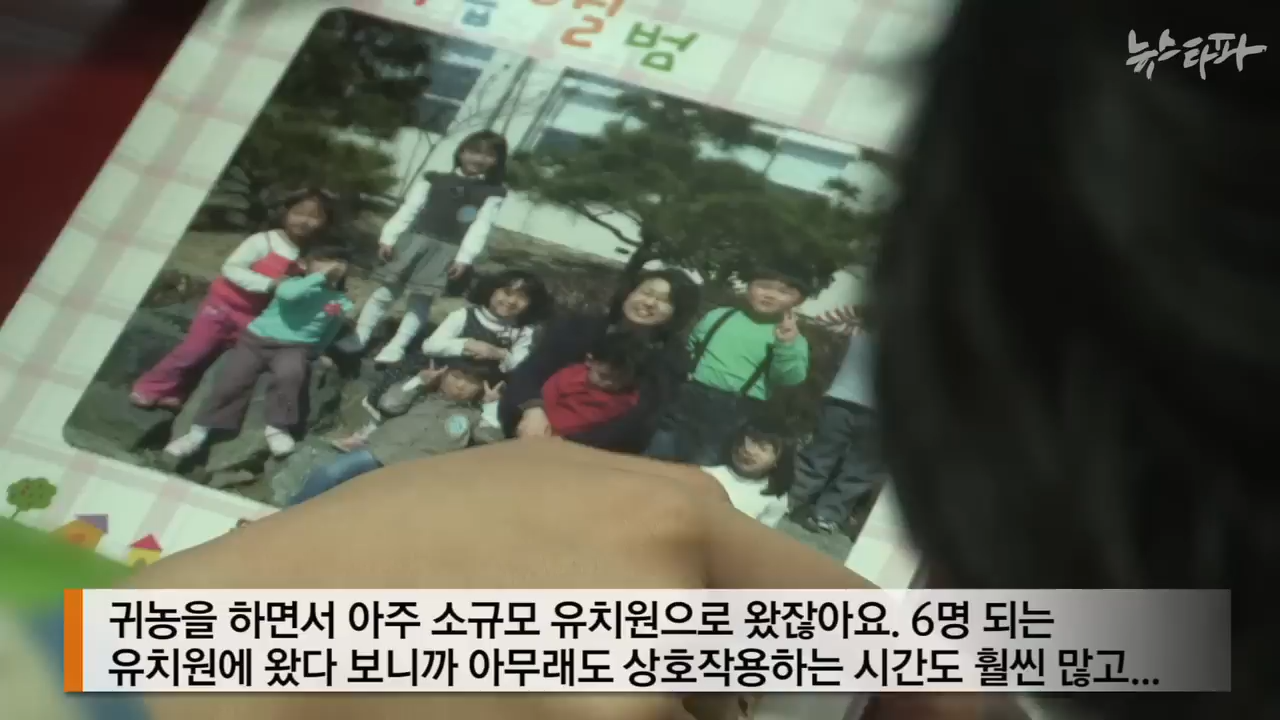 뉴스타파
범
귀농을 하면서 아주 소규모 유치원으로 왔잖아요. 6명 되는
유치원에 왔다 보니까 아무래도 상호작용하는 시간도 훨씬 많고...